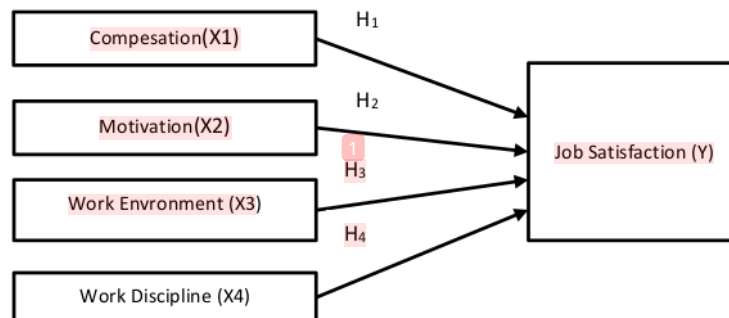 H1
Compesation(X1)
H2
Motivation(X2)
1
Job Satisfaction (Y)
H3
Work Envronment (X3)
H4
Work Discipline (X4)